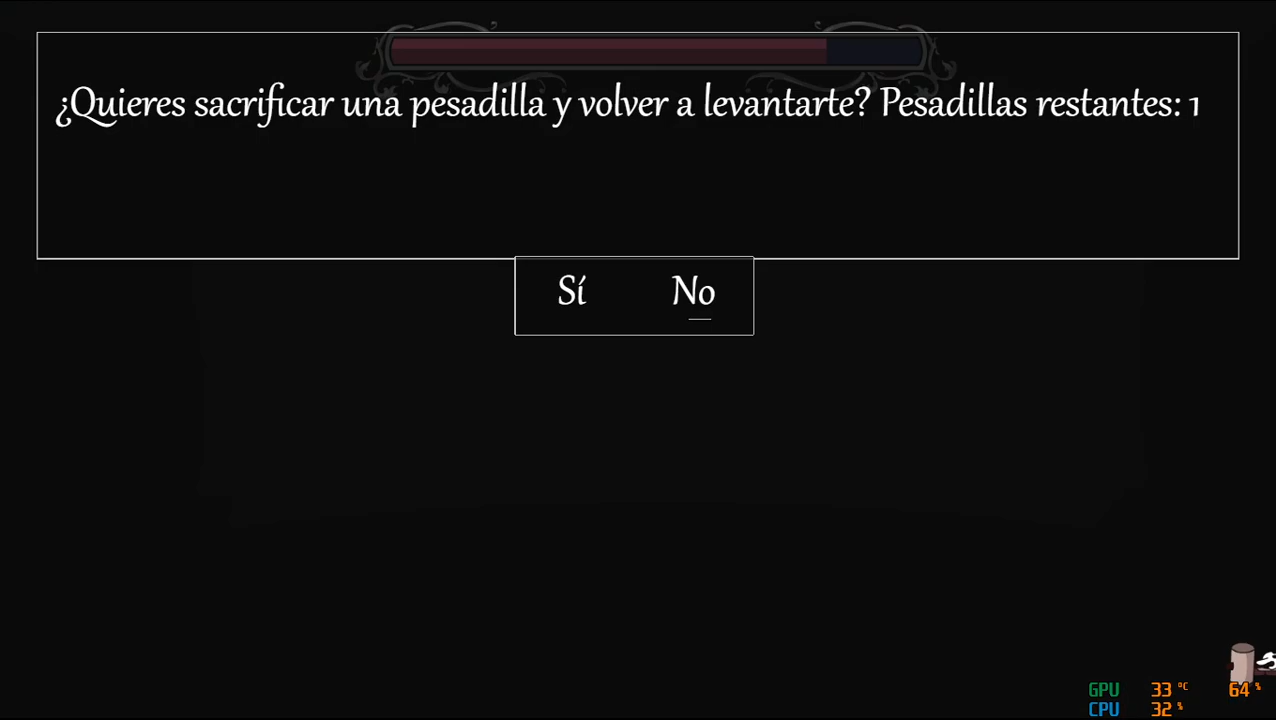 ¿Quieres sacrificar una pesadilla y volver a levantarte? Pesadillas restantes: 1
Sí No
GPU 33 °C 64 %
CPU 32 %